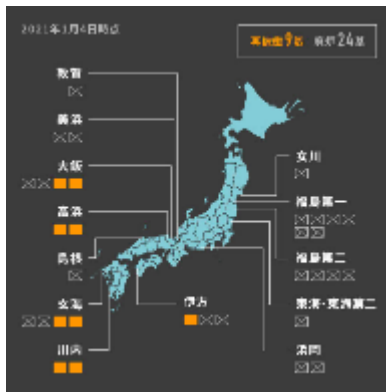 2021年3月4日時点
再稼働9基 廃炉24基
敦賀
美浜
大飯
高浜
島根
玄海
川内
伊方
女川
福島第一
福島第二
東海・東海第二
浜岡